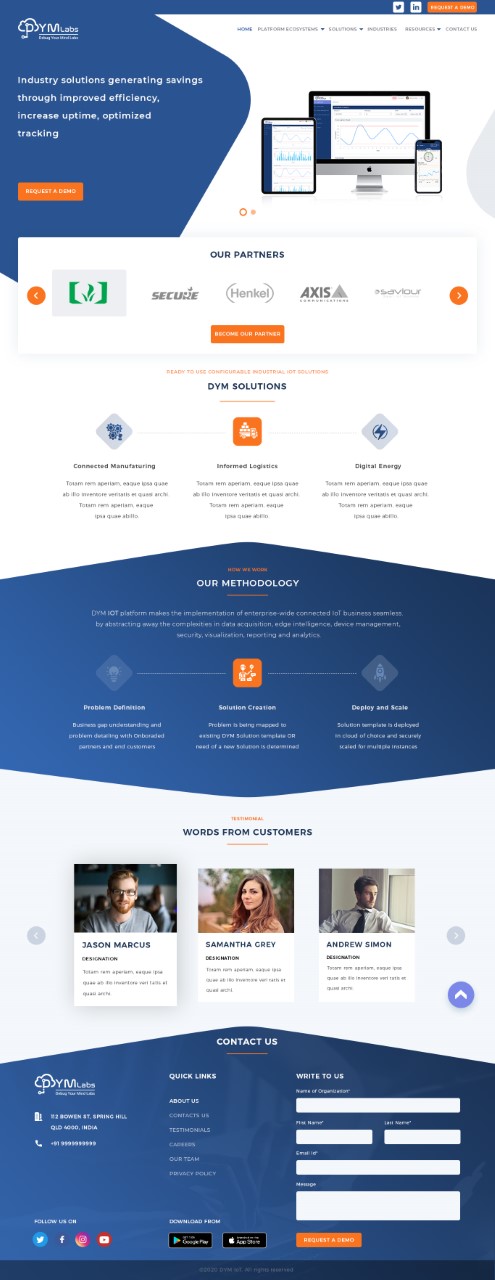 REQUEST A DEMO
DYM Labs
Debug Your Mind Labs
HOME PLATFORM ECOSYSTEMS SOLUTIONS INDUSTRIES RESOURCES CONTACT US
Industry solutions generating savings
through improved efficiency,
increase uptime, optimized
tracking
REQUEST A DEMO
OUR PARTNERS
SECURE
Henkel
AXIS
COMMUNICATIONS
esaviour
BECOME OUR PARTNER
READY TO USE CONFIGURABLE INDUSTRIAL IOT SOLUTIONS
DYM SOLUTIONS
Connected Manufaturing
Totam rem aperiam, eaque ipsa quae
ab illo inventore veritatis et quasi archi.
Totam rem aperiam, eaque
ipsa quae abillo.
Informed Logistics
Totam rem aperiam, eaque ipsa quae
ab illo inventore veritatis et quasi archi.
Totam rem aperiam, eaque
ipsa quae abillo.
Digital Energy
Totam rem aperiam, eaque ipsa quae
ab illo inventore veritatis et quasi archi.
Totam rem aperiam, eaque
ipsa quae abillo.
HOW WE WORK
OUR METHODOLOGY
DYM IOT platform makes the implementation of enterprise-wide connected IoT business seamless,
by abstracting away the complexities in data acquisition, edge intelligence, device management,
security, visualization, reporting and analytics.
Problem Definition
Business gap understanding and
problem detailing with Onboraded
partners and end customers
Solution Creation
Problem is being mapped to
existing DYM Solution template OR
need of a new Solution is determined
Deploy and Scale
Solution template is deployed
in cloud of choice and securely
scaled for multiple instances
TESTIMONIAL
WORDS FROM CUSTOMERS
JASON MARCUS
DESIGNATION
Totam rem aperiam, eaque ipsa
quae ab illo inventore veri tatis et
quasi archi.
SAMANTHA GREY
DESIGNATION
Totam rem aperiam, eaque ipsa
quae ab illo inventore veri tatis et
quasi archi.
ANDREW SIMON
DESIGNATION
Totam rem aperiam, eaque ipsa
quae ab illo inventore veri tatis et
quasi archi.
CONTACT US
DYM Labs
Debug Your Mind Labs
112 BOWEN ST, SPRING HILL
QLD 4000, INDIA
+91 9999999999
FOLLOW US ON
QUICK LINKS
ABOUT US
CONTACTS US
TESTIMONIALS
CAREERS
OUR TEAM
PRIVACY POLICY
DOWNLOAD FROM
GET IT ON
Google Play
App Store
WRITE TO US
Name of Organization*
First Name*
Last Name*
Email Id*
Message
REQUEST A DEMO
©2020 DYM IoT. All rights reserved